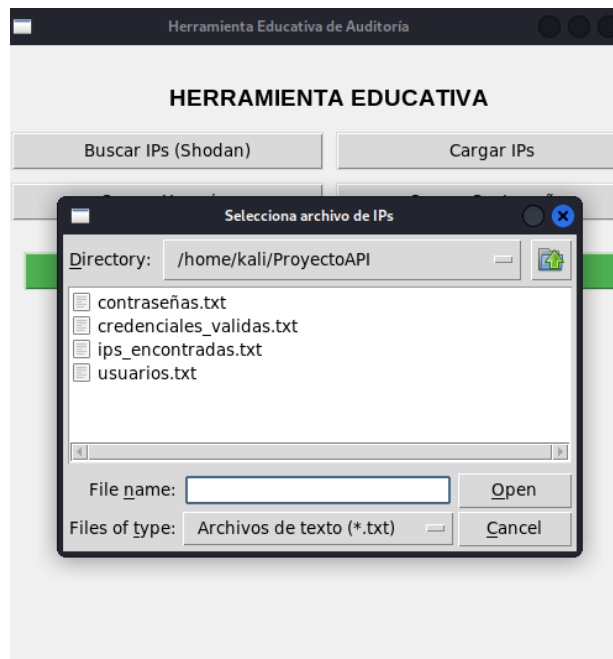 Herramienta Educativa de Auditoría
HERRAMIENTA EDUCATIVA
Buscar IPs (Shodan)
Cargar IPs
Selecciona archivo de IPs
Directory:
/home/kali/ProyectoAPI
contraseñas.txt
credenciales_validas.txt
ips_encontradas.txt
usuarios.txt
File name:
Open
Files of type:
Archivos de texto (*.txt)
Cancel